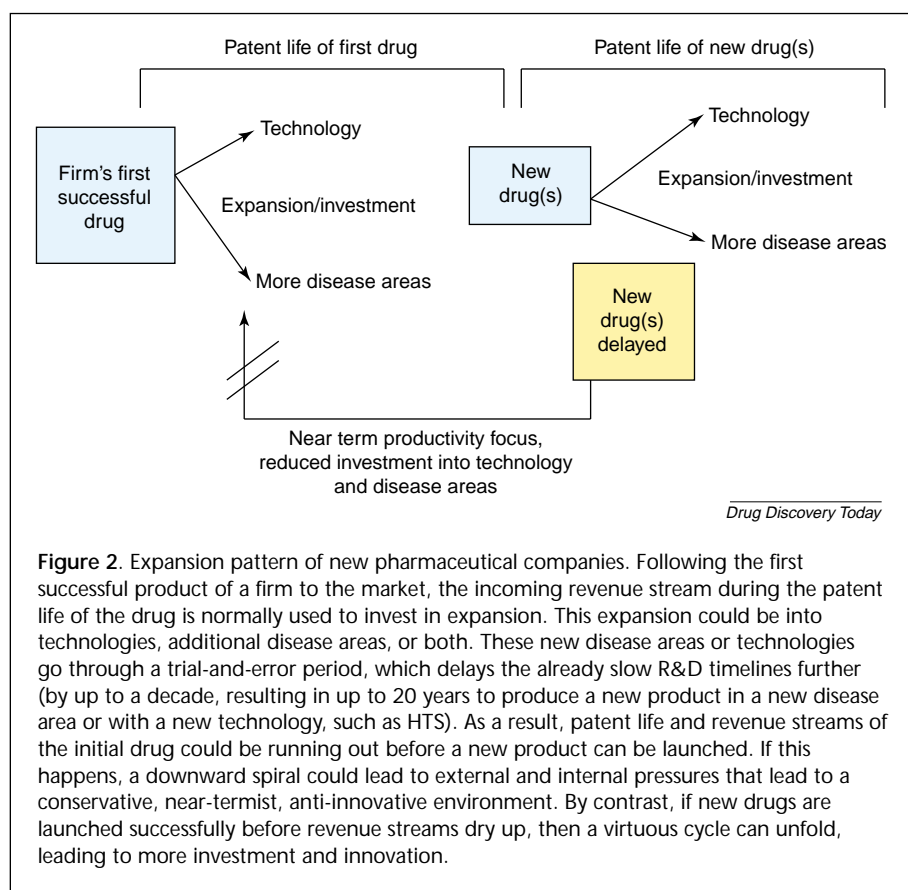 Patent life of first drug
Patent life of new drug(s)
Firm's first
successful
drug
Technology
Expansion/investment
More disease areas
New
drug(s)
Technology
Expansion/investment
More disease areas
New
drug(s)
delayed
Near term productivity focus,
reduced investment into technology
and disease areas
Drug Discovery Today
Figure 2. Expansion pattern of new pharmaceutical companies. Following the first
successful product of a firm to the market, the incoming revenue stream during the patent
life of the drug is normally used to invest in expansion. This expansion could be into
technologies, additional disease areas, or both. These new disease areas or technologies
go through a trial-and-error period, which delays the already slow R&D timelines further
(by up to a decade, resulting in up to 20 years to produce a new product in a new disease
area or with a new technology, such as HTS). As a result, patent life and revenue streams of
the initial drug could be running out before a new product can be launched. If this
happens, a downward spiral could lead to external and internal pressures that lead to a
conservative, near-termist, anti-innovative environment. By contrast, if new drugs are
launched successfully before revenue streams dry up, then a virtuous cycle can unfold,
leading to more investment and innovation.